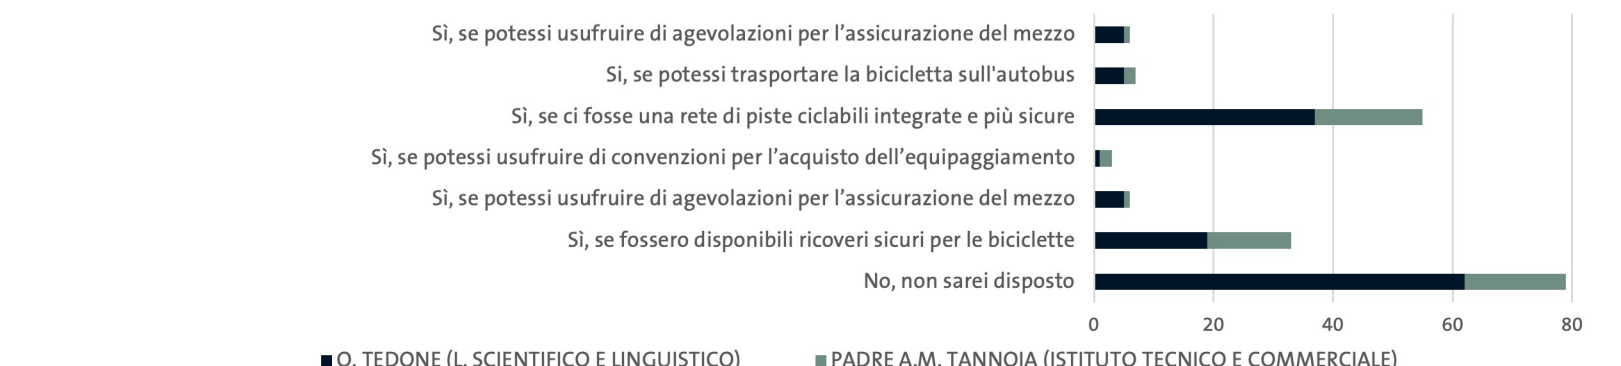 Sì, se potessi usufruire di agevolazioni per l’assicurazione del mezzo
Si, se potessi trasportare la bicicletta sull'autobus
Sì, se ci fosse una rete di piste ciclabili integrate e più sicure
Sì, se potessi usufruire di convenzioni per l’acquisto dell’equipaggiamento
Sì, se potessi usufruire di agevolazioni per l’assicurazione del mezzo
Sì, se fossero disponibili ricoveri sicuri per le biciclette
No, non sarei disposto
0 20 40 60 80
O. TEDONE (L. SCIENTIFICO E LINGUISTICO) PADRE A.M. TANNOIA (ISTITUTO TECNICO E COMMERCIALE)